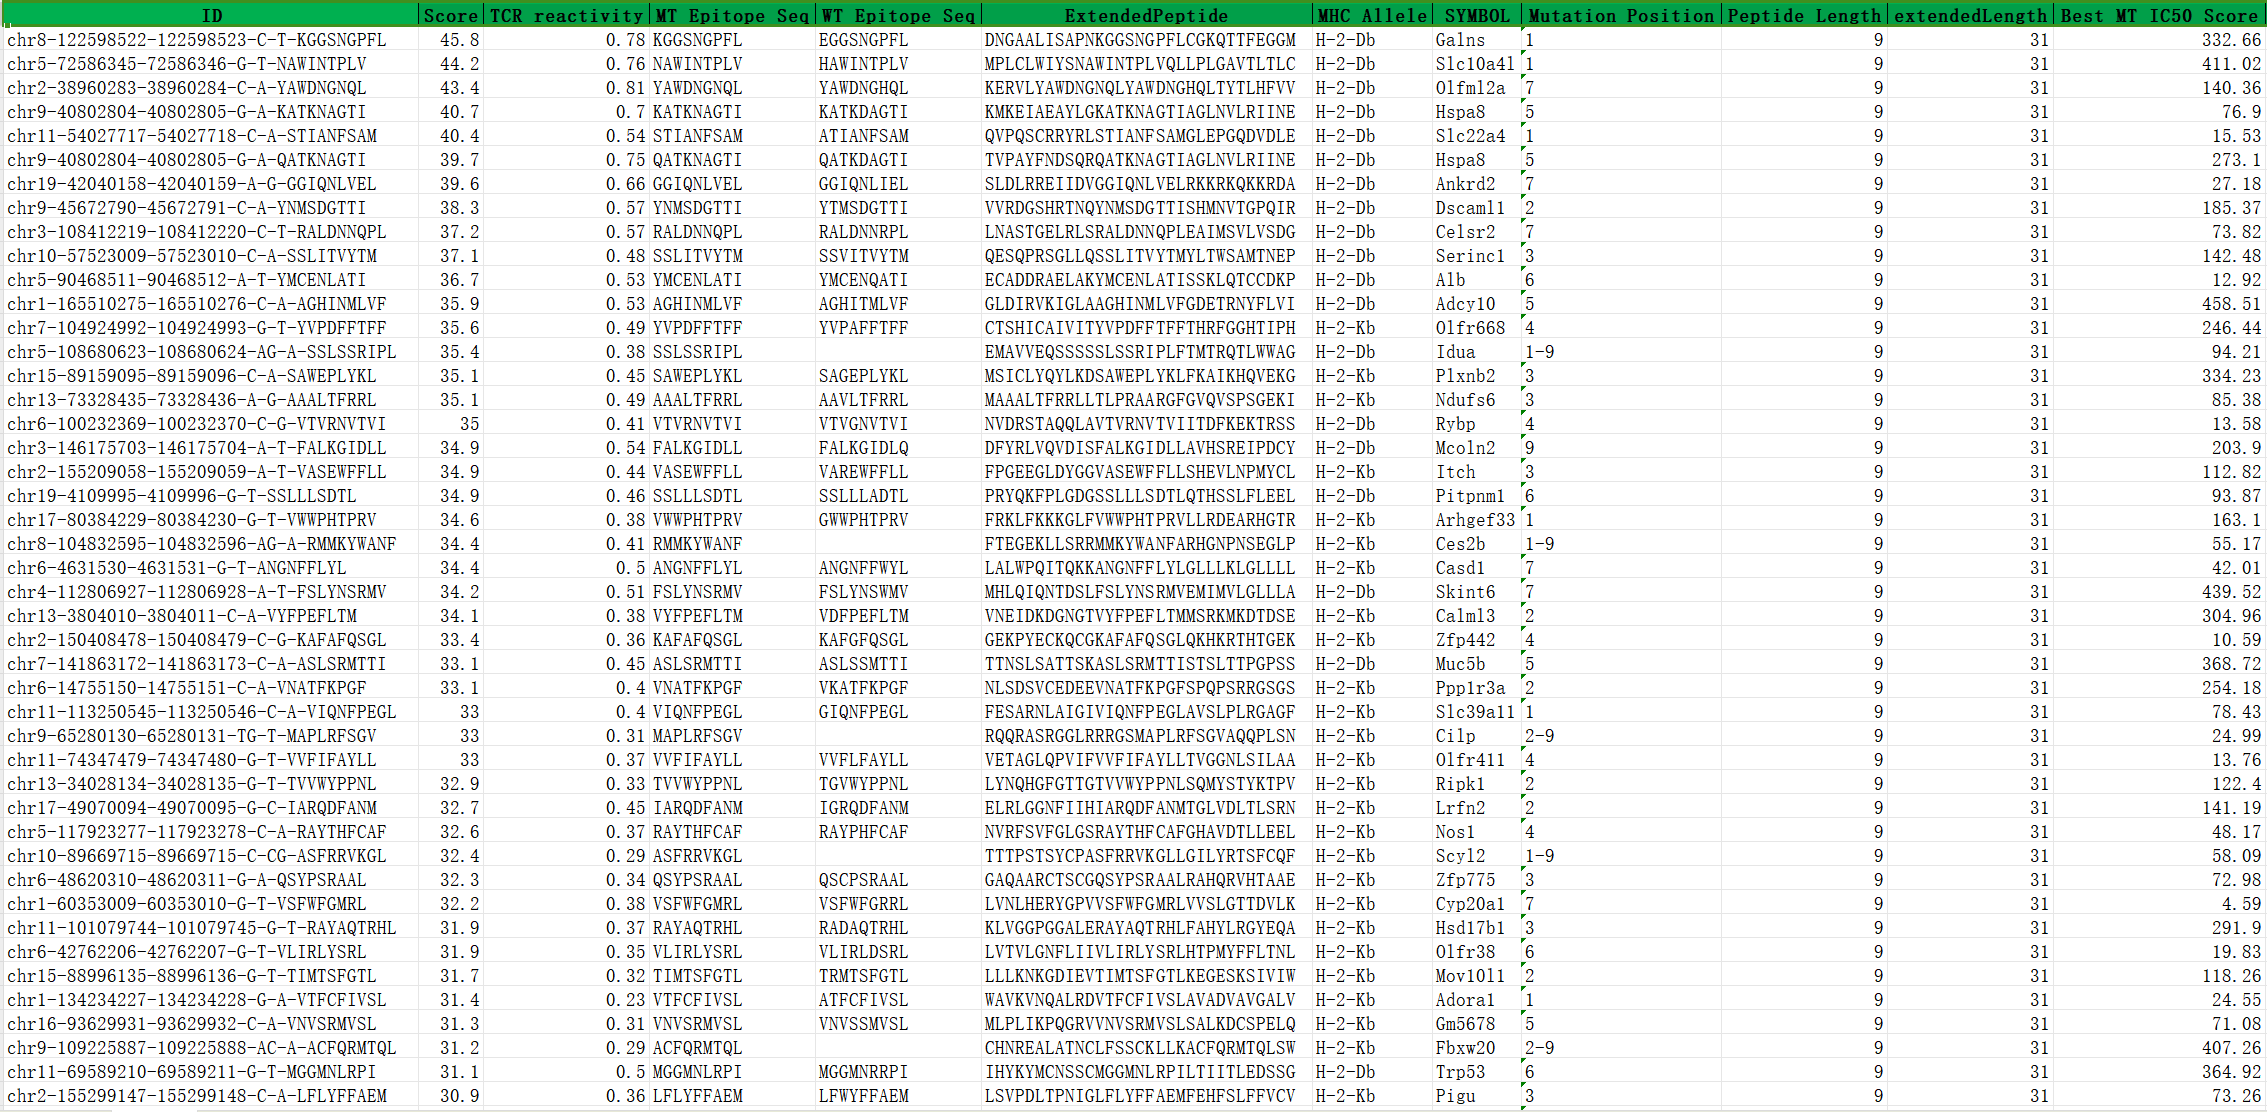 ID Score TCR reactivity MT Epitope Seq WT Epitope Seq ExtendedPeptide MHC Allele SYMBOL Mutation Position Peptide Length extendedLength Best MT IC50 Score
chr8-122598522-122598523-C-T-KGGSNGPFL 45.8 0.78 KGGSNGPFL EGGSNGPFL DNGAALISAPNKGGSNGPFLCGKQTTFEGGM H-2-Db Galns 1 9 31 332.66
chr5-72586345-72586346-G-T-NAWINTPLV 44.2 0.76 NAWINTPLV HAWINTPLV MPLCLWIYSNAWINTPLVQLLPLGAVTLTLC H-2-Db Slc10a4l 1 9 31 411.02
chr2-38960283-38960284-C-A-YAWDNGNQL 43.4 0.81 YAWDNGNQL YAWDNGHQL KERVLYAWDNGNQLYAWDNGHQLTYTLHFVV H-2-Db Olfml2a 7 9 31 140.36
chr9-40802804-40802805-G-A-KATKNAGTI 40.7 0.7 KATKNAGTI KATKDAGTI KMKEIAEAYLGKATKNAGTIAGLNVLRIINE H-2-Db Hspa8 5 9 31 76.9
chr11-54027717-54027718-C-A-STIANFSAM 40.4 0.54 STIANFSAM ATIANFSAM QVPQSCRRYRLSTIANFSAMGLEPGQDVDLE H-2-Db Slc22a4 1 9 31 15.53
chr9-40802804-40802805-G-A-QATKNAGTI 39.7 0.75 QATKNAGTI QATKDAGTI TVPAYFNDSQRQATKNAGTIAGLNVLRIINE H-2-Db Hspa8 5 9 31 273.1
chr19-42040158-42040159-A-G-GGIQNLVEL 39.6 0.66 GGIQNLVEL GGIQNLIEL SLDLRREIIDVGGIQNLVELRKKRKQKKRDA H-2-Db Ankrd2 7 9 31 27.18
chr9-45672790-45672791-C-A-YNMSDGTTI 38.3 0.57 YNMSDGTTI YTMSDGTTI VVRDGSHRTNQYNMSDGTTISHMNVTGPQIR H-2-Db Dscaml1 2 9 31 185.37
chr3-108412219-108412220-C-T-RALDNNQPL 37.2 0.57 RALDNNQPL RALDNNRPL LNASTGELRLSRALDNNQPLEAIMSVLVSDG H-2-Db Celsr2 7 9 31 73.82
chr10-57523009-57523010-C-A-SSLITVYTM 37.1 0.48 SSLITVYTM SSVITVYTM QESQPRSGLLQSSLITVYTMYLTWSAMTNEP H-2-Db Serinc1 3 9 31 142.48
chr5-90468511-90468512-A-T-YMCENLATI 36.7 0.53 YMCENLATI YMCENQATI ECADDRAELAKYMCENLATISSKLQTCCDKP H-2-Db Alb 6 9 31 12.92
chr1-165510275-165510276-C-A-AGHINMLVF 35.9 0.53 AGHINMLVF AGHITMLVF GLDIRVKIGLAAGHINMLVFGDETRNYFLVI H-2-Db Adcy10 5 9 31 458.51
chr7-104924992-104924993-G-T-YVPDFFTFF 35.6 0.49 YVPDFFTFF YVPAFFTFF CTSHICAIVITYVPDFFTFFTHRFGGHTIPH H-2-Kb Olfr668 4 9 31 246.44
chr5-108680623-108680624-AG-A-SSLSSRIPL 35.4 0.38 SSLSSRIPL EMAVVEQSSSSSLSSRIPLFTMTRQTLWWAG H-2-Db Idua 1-9 9 31 94.21
chr15-89159095-89159096-C-A-SAWEPLYKL 35.1 0.45 SAWEPLYKL SAGEPLYKL MSICLYQYLKDSAWEPLYKLFKAIKHQVEKG H-2-Kb Plxnb2 3 9 31 334.23
chr13-73328435-73328436-A-G-AAALTFRRL 35.1 0.49 AAALTFRRL AAVLTFRRL MAAALTFRRLLTLPRAARGFGVQVSPSGEKI H-2-Kb Ndufs6 3 9 31 85.38
chr6-100232369-100232370-C-G-VTVRNVTVI 35 0.41 VTVRNVTVI VTVGNVTVI NVDRSTAQQLAVTVRNVTVIITDFKEKTRSS H-2-Db Rybp 4 9 31 13.58
chr3-146175703-146175704-A-T-FALKGIDLL 34.9 0.54 FALKGIDLL FALKGIDLQ DFYRLVQVDISFALKGIDLLAVHSREIPDCY H-2-Db Mcoln2 9 9 31 203.9
chr2-155209058-155209059-A-T-VASEWFFLL 34.9 0.44 VASEWFFLL VAREWFFLL FPGEEGLDYGGVASEWFFLLSHEVLNPMYCL H-2-Kb Itch 3 9 31 112.82
chr19-4109995-4109996-G-T-SSLLLSDTL 34.9 0.46 SSLLLSDTL SSLLLADTL PRYQKFPLGDGSSLLLSDTLQTHSSLFLEEL H-2-Db Pitpnm1 6 9 31 93.87
chr17-80384229-80384230-G-T-VWWPHTPRV 34.6 0.38 VWWPHTPRV GWWPHTPRV FRKLFKKKGLFVWWPHTPRVLLRDEARHGTR H-2-Kb Arhgef33 1 9 31 163.1
chr8-104832595-104832596-AG-A-RMMKYWANF 34.4 0.41 RMMKYWANF FTEGEKLLSRRMMKYWANFARHGNPNSEGLP H-2-Kb Ces2b 1-9 9 31 55.17
chr6-4631530-4631531-G-T-ANGNFFLYL 34.4 0.5 ANGNFFLYL ANGNFFWYL LALWPQITQKKANGNFFLYLGLLLKLGLLLL H-2-Kb Casd1 7 9 31 42.01
chr4-112806927-112806928-A-T-FSLYNSRMV 34.2 0.51 FSLYNSRMV FSLYNSWMV MHLQIQNTDSLFSLYNSRMVEMIMVLGLLLA H-2-Db Skint6 7 9 31 439.52
chr13-3804010-3804011-C-A-VYFPEFLTM 34.1 0.38 VYFPEFLTM VDFPEFLTM VNEIDKDGNGTVYFPEFLTMMSRKMKDTDSE H-2-Kb Calml3 2 9 31 304.96
chr2-150408478-150408479-C-G-KAFAFQSGL 33.4 0.36 KAFAFQSGL KAFGFQSGL GEKPYECKQCGKAFAFQSGLQKHKRTHTGEK H-2-Kb Zfp442 4 9 31 10.59
chr7-141863172-141863173-C-A-ASLSRMTTI 33.1 0.45 ASLSRMTTI ASLSSMTTI TTNSLSATTSKASLSRMTTISTSLTTPGPSS H-2-Db Muc5b 5 9 31 368.72
chr6-14755150-14755151-C-A-VNATFKPGF 33.1 0.4 VNATFKPGF VKATFKPGF NLSDSVCEDEEVNATFKPGFSPQPSRRGSGS H-2-Kb Ppp1r3a 2 9 31 254.18
chr11-113250545-113250546-C-A-VIQNFPEGL 33 0.4 VIQNFPEGL GIQNFPEGL FESARNLAIGIVIQNFPEGLAVSLPLRGAGF H-2-Kb Slc39a11 1 9 31 78.43
chr9-65280130-65280131-TG-T-MAPLRFSGV 33 0.31 MAPLRFSGV RQQRASRGGLRRRGSMAPLRFSGVAQQPLSN H-2-Kb Cilp 2-9 9 31 24.99
chr11-74347479-74347480-G-T-VVFIFAYLL 33 0.37 VVFIFAYLL VVFLFAYLL VETAGLQPVIFVVFIFAYLLTVGGNLSILAA H-2-Kb Olfr411 4 9 31 13.76
chr13-34028134-34028135-G-T-TVVWYPPNL 32.9 0.33 TVVWYPPNL TGVWYPPNL LYNQHGFGTTGTVVWYPPNLSQMYSTYKTPV H-2-Kb Ripk1 2 9 31 122.4
chr17-49070094-49070095-G-C-IARQDFANM 32.7 0.45 IARQDFANM IGRQDFANM ELRLGGNFIIHIARQDFANMTGLVDLTLSRN H-2-Kb Lrfn2 2 9 31 141.19
chr5-117923277-117923278-C-A-RAYTHFCAF 32.6 0.37 RAYTHFCAF RAYPHFCAF NVRFSVFGLGSRAYTHFCAFGHAVDTLLEEL H-2-Kb Nos1 4 9 31 48.17
chr10-89669715-89669715-C-CG-ASFRRVKGL 32.4 0.29 ASFRRVKGL TTTPSTSYCPASFRRVKGLLGILYRTSFCQF H-2-Kb Scyl2 1-9 9 31 58.09
chr6-48620310-48620311-G-A-QSYPSRAAL 32.3 0.34 QSYPSRAAL QSCPSRAAL GAQAARCTSCGQSYPSRAALRAHQRVHTAAE H-2-Kb Zfp775 3 9 31 72.98
chr1-60353009-60353010-G-T-VSFWFGMRL 32.2 0.38 VSFWFGMRL VSFWFGRRL LVNLHERYGPVVSFWFGMRLVVSLGTTDVLK H-2-Kb Cyp20a1 7 9 31 4.59
chr11-101079744-101079745-G-T-RAYAQTRHL 31.9 0.37 RAYAQTRHL RADAQTRHL KLVGGPGGALERAYAQTRHLFAHYLRGYEQA H-2-Kb Hsd17b1 3 9 31 291.9
chr6-42762206-42762207-G-T-VLIRLYSRL 31.9 0.35 VLIRLYSRL VLIRLDSRL LVTVLGNFLIIVLIRLYSRLHTPMYFFLTNL H-2-Kb Olfr38 6 9 31 19.83
chr15-88996135-88996136-G-T-TIMTSFGTL 31.7 0.32 TIMTSFGTL TRMTSFGTL LLLKNKGDIEVTIMTSFGTLKEGESKSIVIW H-2-Kb Mov10l1 2 9 31 118.26
chr1-134234227-134234228-G-A-VTFCFIVSL 31.4 0.23 VTFCFIVSL ATFCFIVSL WAVKVNQALRDVTFCFIVSLAVADVAVGALV H-2-Kb Adora1 1 9 31 24.55
chr16-93629931-93629932-C-A-VNVSRMVSL 31.3 0.31 VNVSRMVSL VNVSSMVSL MLPLIKPQGRVVNVSRMVSLSALKDCSPELQ H-2-Kb Gm5678 5 9 31 71.08
chr9-109225887-109225888-AC-A-ACFQRMTQL 31.2 0.29 ACFQRMTQL CHNREALATNCLFSSCKLLKACFQRMTQLSW H-2-Kb Fbxw20 2-9 9 31 407.26
chr11-69589210-69589211-G-T-MGGMNLRPI 31.1 0.5 MGGMNLRPI MGGMNRRPI IHYKYMCNSSCMGGMNLRPILTIITLEDSSG H-2-Db Trp53 6 9 31 364.92
chr2-155299147-155299148-C-A-LFLYFFAEM 30.9 0.36 LFLYFFAEM LFWYFFAEM LSVPDLTPNIGLFLYFFAEMFEHFSLFFVCV H-2-Kb Pigu 3 9 31 73.26